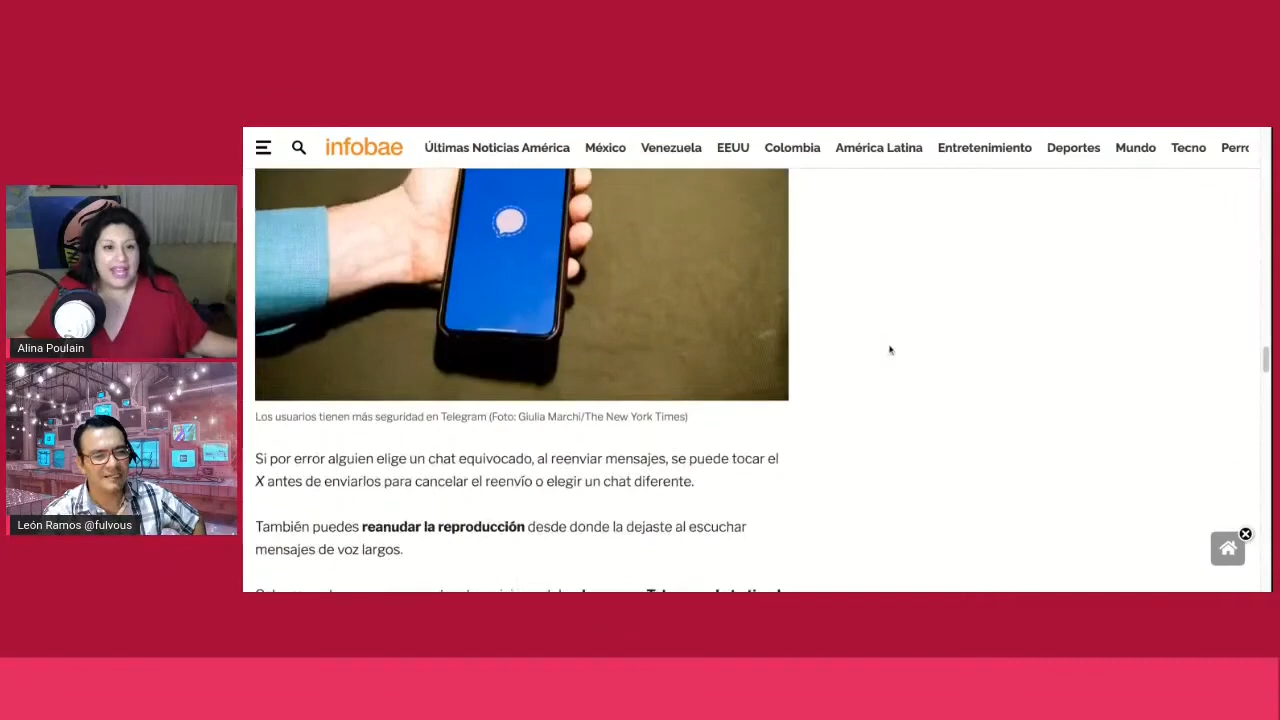 infobae
Últimas Noticias América
México
Venezuela
EEUU
Colombia
América Latina
Entretenimiento
Deportes
Mundo
Tecno
Alina Poulain
León Ramos @fulvous
Los usuarios tienen más seguridad en Telegram (Foto: Giulia Marchi/The New York Times)
Si por error alguien elige un chat equivocado, al reenviar mensajes, se puede tocar el
X antes de enviarlos para cancelar el reenvío o elegir un chat diferente.
También puedes reanudar la reproducción desde donde la dejaste al escuchar
mensajes de voz largos.